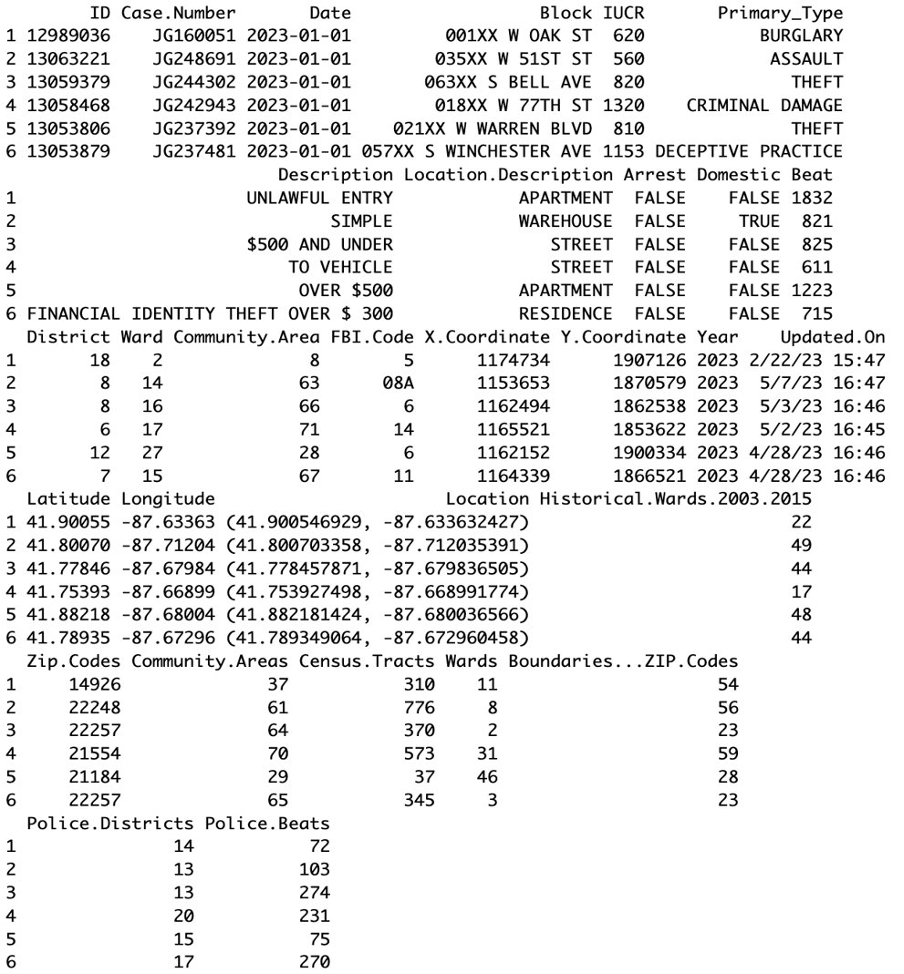 ID Case.Number Date Block IUCR Primary_Type
1 12989036 JG160051 2023-01-01 001XX W OAK ST 620 BURGLARY
2 13063221 JG248691 2023-01-01 035XX W 51ST ST 560 ASSAULT
3 13059379 JG244302 2023-01-01 063XX S BELL AVE 820 THEFT
4 13058468 JG242943 2023-01-01 018XX W 77TH ST 1320 CRIMINAL DAMAGE
5 13053806 JG237392 2023-01-01 021XX W WARREN BLVD 810 THEFT
6 13053879 JG237481 2023-01-01 057XX S WINCHESTER AVE 1153 DECEPTIVE PRACTICE
Description Location.Description Arrest Domestic Beat
1 UNLAWFUL ENTRY APARTMENT FALSE FALSE 1832
2 SIMPLE WAREHOUSE FALSE TRUE 821
3 $500 AND UNDER STREET FALSE FALSE 825
4 TO VEHICLE STREET FALSE FALSE 611
5 OVER $500 APARTMENT FALSE FALSE 1223
6 FINANCIAL IDENTITY THEFT OVER $ 300 RESIDENCE FALSE FALSE 715
District Ward Community.Area FBI.Code X.Coordinate Y.Coordinate Year Updated.On
1 18 2 8 5 1174734 1907126 2023 2/22/23 15:47
2 8 14 63 08A 1153653 1870579 2023 5/7/23 16:47
3 8 16 66 6 1162494 1862538 2023 5/3/23 16:46
4 6 17 71 14 1165521 1853622 2023 5/2/23 16:45
5 12 27 28 6 1162152 1900334 2023 4/28/23 16:46
6 7 15 67 11 1164339 1866521 2023 4/28/23 16:46
Latitude Longitude Location Historical.Wards.2003.2015
1 41.90055 -87.63363 (41.900546929, -87.633632427) 22
2 41.80070 -87.71204 (41.800703358, -87.712035391) 49
3 41.77846 -87.67984 (41.778457871, -87.679836505) 44
4 41.75393 -87.66899 (41.753927498, -87.668991774) 17
5 41.88218 -87.68004 (41.882181424, -87.680036566) 48
6 41.78935 -87.67296 (41.789349064, -87.672960458) 44
Zip.Codes Community.Areas Census.Tracts Wards Boundaries...ZIP.Codes
1 14926 37 310 11 54
2 22248 61 776 8 56
3 22257 64 370 2 23
4 21554 70 573 31 59
5 21184 29 37 46 28
6 22257 65 345 3 23
Police.Districts Police.Beats
1 14 72
2 13 103
3 13 274
4 20 231
5 15 75
6 17 270